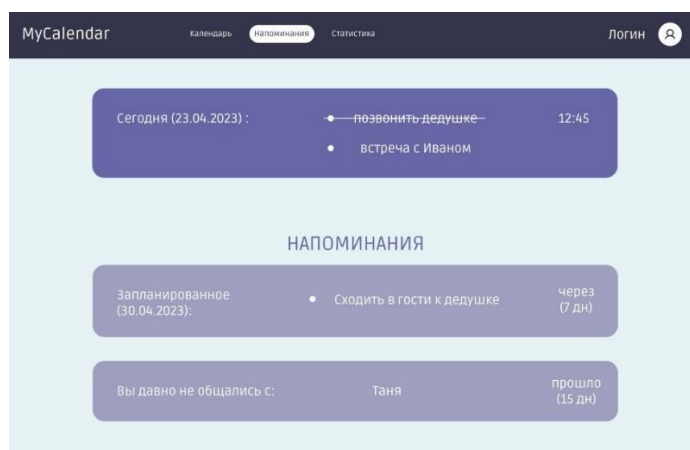 MyCalendar Календарь Напоминания Статистика Логин
Сегодня (23.04.2023) : позвонить дедушке 12:45
встреча с Иваном
НАПОМИНАНИЯ
Запланированное
(30.04.2023):
Сходить в гости к дедушке
через
(7 дн)
Вы давно не общались с:
Таня
прошло
(15 дн)